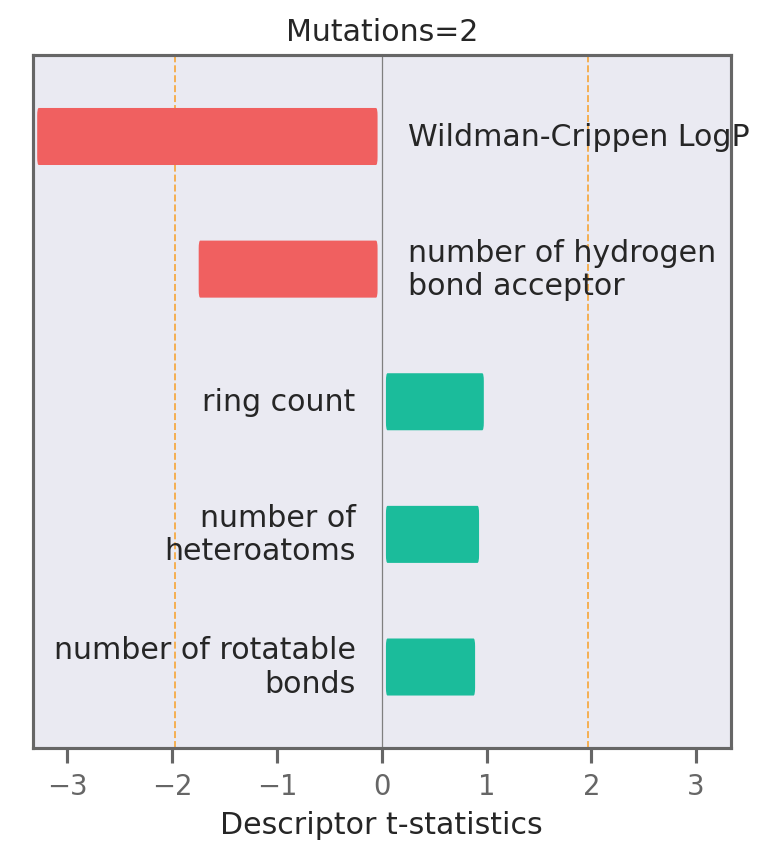 Mutations=2
Wildman-Crippen LogP
number of hydrogen
bond acceptor
ring count
number of
heteroatoms
number of rotatable
bonds
−3 −2 −1 0 1 2 3
Descriptor t-statistics